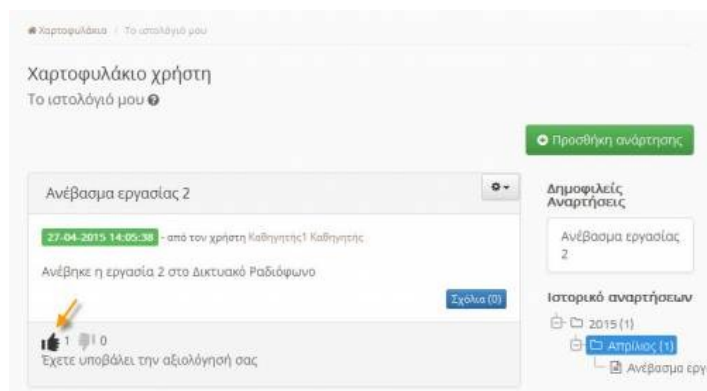 Χαρτοφυλάκιο / Το ιστολόγιό μου
Χαρτοφυλάκιο χρήστη
Το ιστολόγιό μου
Προσθήκη ανάρτησης
Ανέβασμα εργασίας 2
27-04-2015 14:05:38 - από τον χρήστη Καθηγητής1 Καθηγητής
Ανέβηκε η εργασία 2 στο Δικτυακό Ραδιόφωνο
Σχόλια (0)
1 0
Έχετε υποβάλει την αξιολόγησή σας
Δημοφιλείς
Αναρτήσεις
Ανέβασμα εργασίας
2
Ιστορικό αναρτήσεων
2015 (1)
Απρίλιος (1)
Ανέβασμα εργ